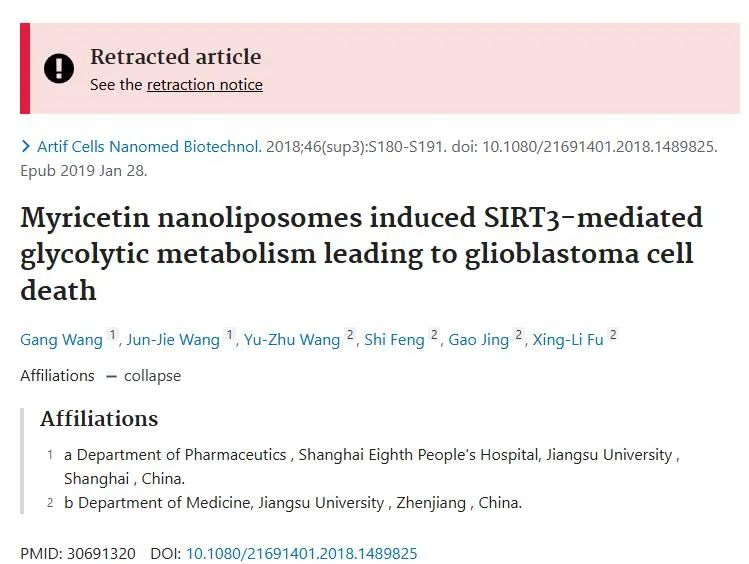 Retracted article
See the retraction notice
Artif Cells Nanomed Biotechnol. 2018;46(sup3):S180-S191. doi: 10.1080/21691401.2018.1489825.
Epub 2019 Jan 28.
Myricetin nanoliposomes induced SIRT3-mediated
glycolytic metabolism leading to glioblastoma cell
death
Gang Wang 1, Jun-Jie Wang 1, Yu-Zhu Wang 2, Shi Feng 2, Gao Jing 2, Xing-Li Fu 2
Affiliations — collapse
Affiliations
1 a Department of Pharmaceutics , Shanghai Eighth People's Hospital, Jiangsu University ,
Shanghai , China.
2 b Department of Medicine, Jiangsu University , Zhenjiang , China.
PMID: 30691320 DOI: 10.1080/21691401.2018.1489825